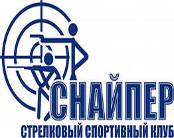 СНАЙПЕР
СТРЕЛКОВЫЙ СПОРТИВНЫЙ КЛУБ